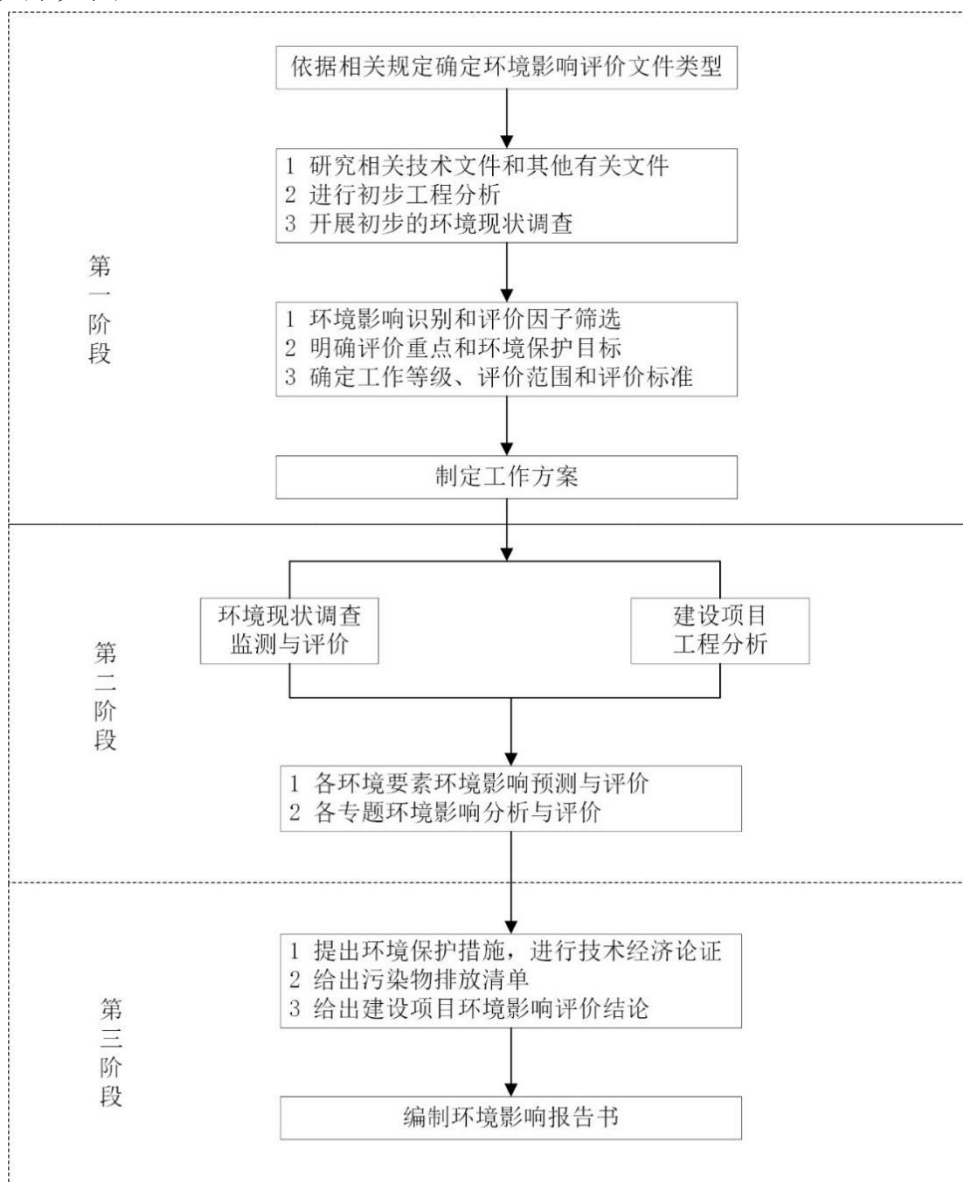 依据相关规定确定环境影响评价文件类型
1 研究相关技术文件和其他有关文件
2 进行初步工程分析
3 开展初步的环境现状调查
第一阶段
1 环境影响识别和评价因子筛选
2 明确评价重点和环境保护目标
3 确定工作等级、评价范围和评价标准
制定工作方案
环境现状调查
监测与评价
建设项目
工程分析
第二阶段
1 各环境要素环境影响预测与评价
2 各专题环境影响分析与评价
1 提出环境保护措施，进行技术经济论证
2 给出污染物排放清单
3 给出建设项目环境影响评价结论
第三阶段
编制环境影响报告书